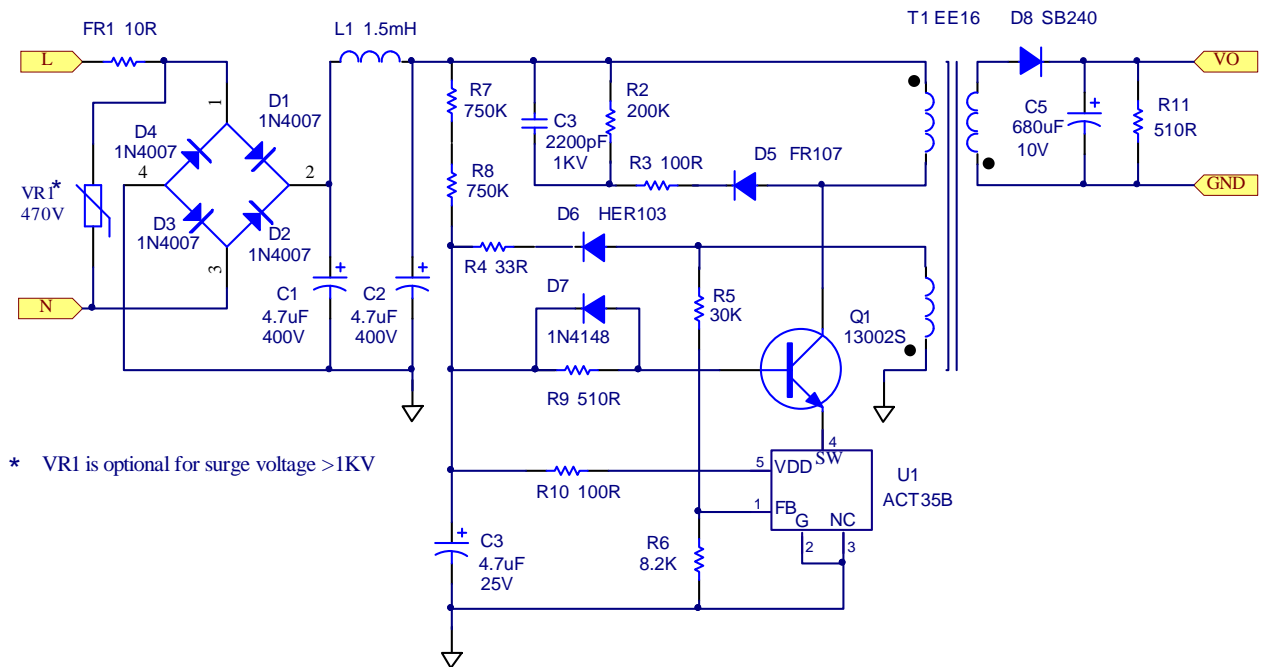 T1 EE16
D8 SB240
FR1 10R
L1 1.5mH
L
VO
R7
750K
R2
200K
D1
1N4007
C3
2200pF
1KV
C5
680uF
10V
R11
510R
1
D4
1N4007
4
2
R3 100R
D5 FR107
R8
750K
VR1*
470V
GND
D3
1N4007
D2
1N4007
D6 HER103
3
R4 33R
D7
1N4148
R5
30K
N
C1
4.7uF
400V
C2
4.7uF
400V
Q1
13002S
R9 510R
* VR1 is optional for surge voltage >1KV
4
SW
5
VDD
R10 100R
U1
ACT35B
1
FB
G
NC
2
3
C3
4.7uF
25V
R6
8.2K